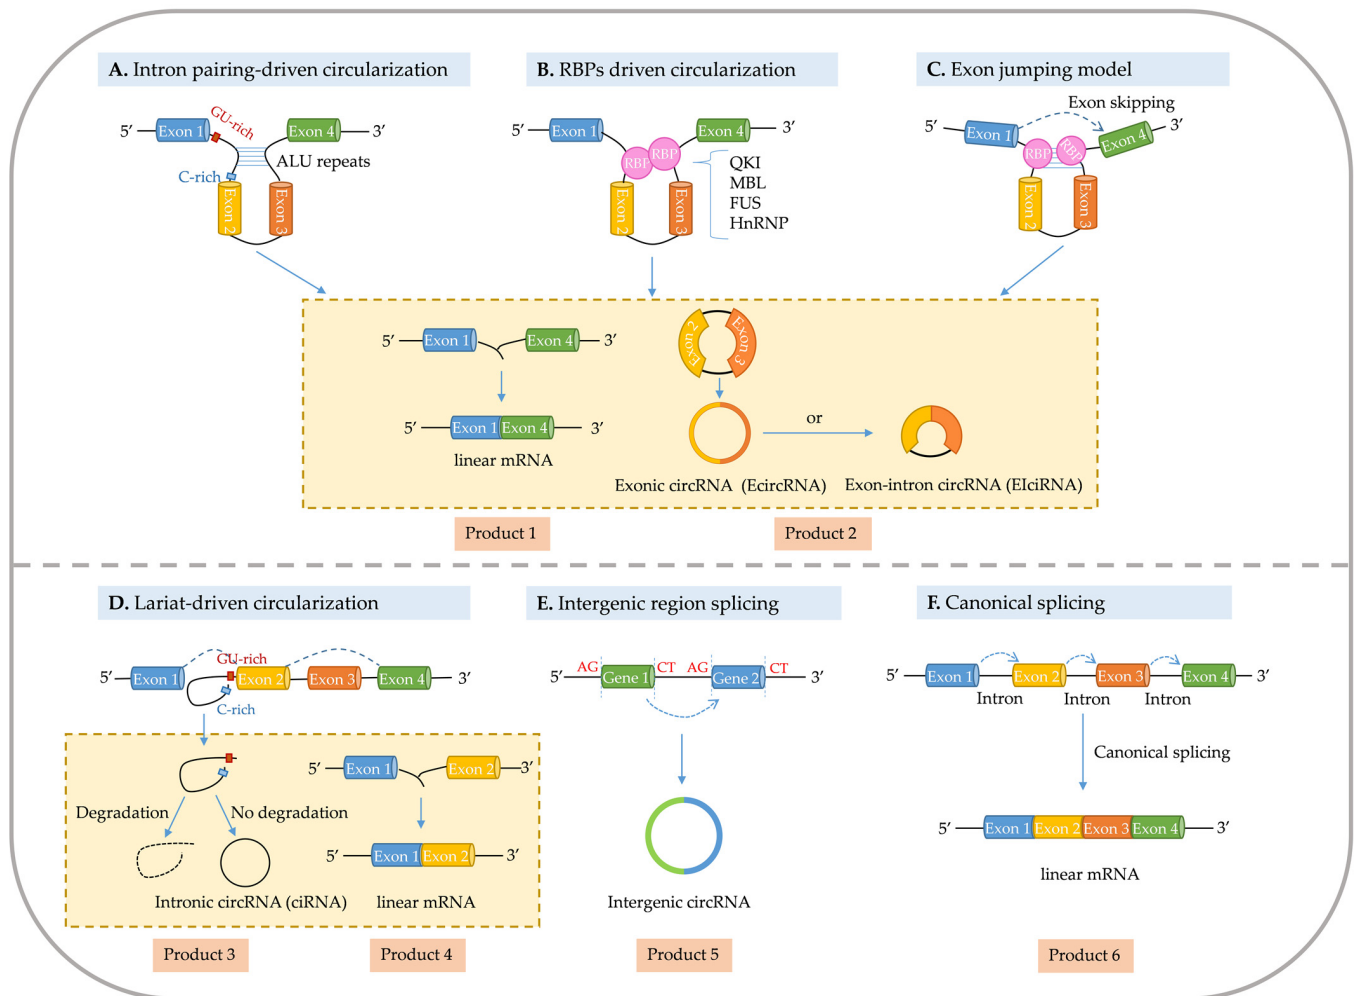 A. Intron pairing-driven circularization
5′
Exon 1
GU-rich
Exon 4
3′
ALU repeats
C-rich
Exon 2
Exon 3
B. RBPs driven circularization
5′
Exon 1
Exon 4
3′
RBP
RBP
QKI
MBL
FUS
HnRNP
Exon 2
Exon 3
C. Exon jumping model
Exon skipping
5′
Exon 1
Exon 4
3′
RBP
RBP
Exon 2
Exon 3
5′
Exon 1
Exon 4
3′
Exon 2
Exon 3
5′
Exon 1
Exon 4
3′
linear mRNA
or
Exonic circRNA (EcircRNA)
Exon-intron circRNA (EIciRNA)
Product 1
Product 2
D. Lariat-driven circularization
5′
Exon 1
GU-rich
Exon 2
Exon 3
Exon 4
3′
C-rich
Degradation
No degradation
Intronic circRNA (ciRNA)
5′
Exon 1
Exon 2
3′
5′
Exon 1
Exon 2
3′
linear mRNA
Product 3
Product 4
E. Intergenic region splicing
5′
AG
Gene 1
CT
AG
Gene 2
CT
3′
Intergenic circRNA
Product 5
F. Canonical splicing
5′
Exon 1
Exon 2
Exon 3
Exon 4
3′
Intron
Intron
Intron
Canonical splicing
5′
Exon 1
Exon 2
Exon 3
Exon 4
3′
linear mRNA
Product 6